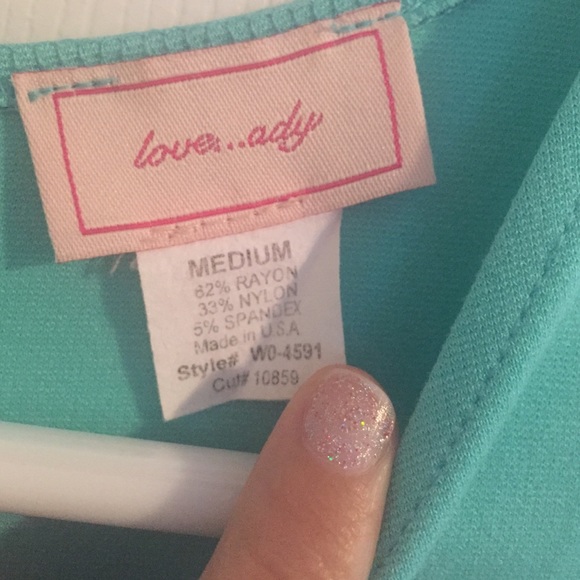 love...ady
MEDIUM
62% RAYON
33% NYLON
5% SPANDEX
Made in U.S.A
Style# W0-4591
Cut# 10859